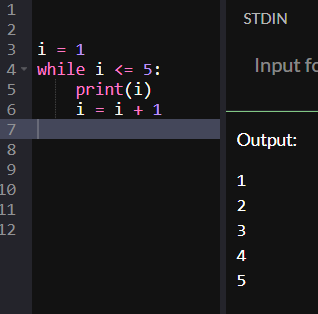 1
2
3 i = 1
4 while i <= 5:
5     print(i)
6     i = i + 1
7
8
9
10
11
12
STDIN
Input fo
Output:
1
2
3
4
5